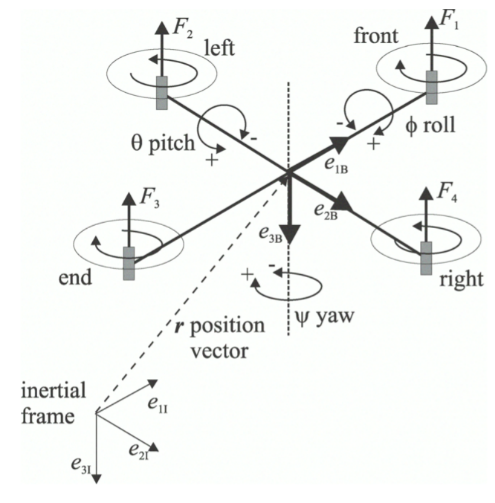 F₂
left
front
F₁
θ pitch
-
+
-
+
ϕ roll
e₁B
e₂B
e₃B
F₃
F₄
end
right
+
-
ψ yaw
r position
vector
inertial
frame
e₁I
e₂I
e₃I